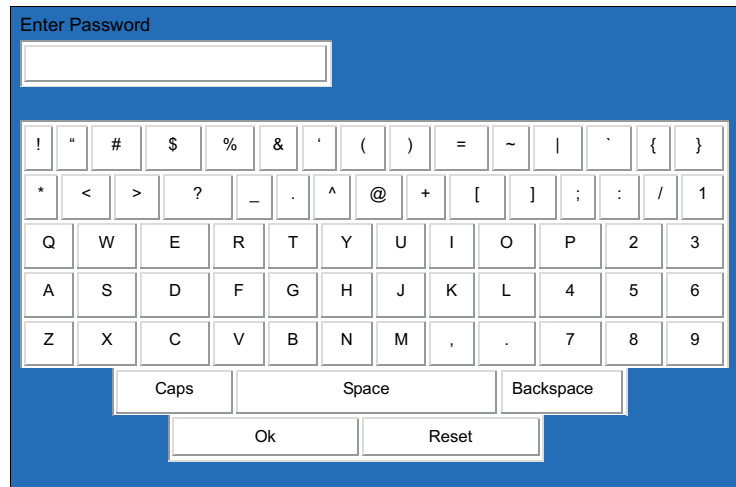 Enter Password
! “ # $ % & ‘ ( ) = ~ | ` { }
* < > ? _ . ^ @ + [ ] ; : / 1
Q W E R T Y U I O P 2 3
A S D F G H J K L 4 5 6
Z X C V B N M , . 7 8 9
Caps Space Backspace
Ok Reset